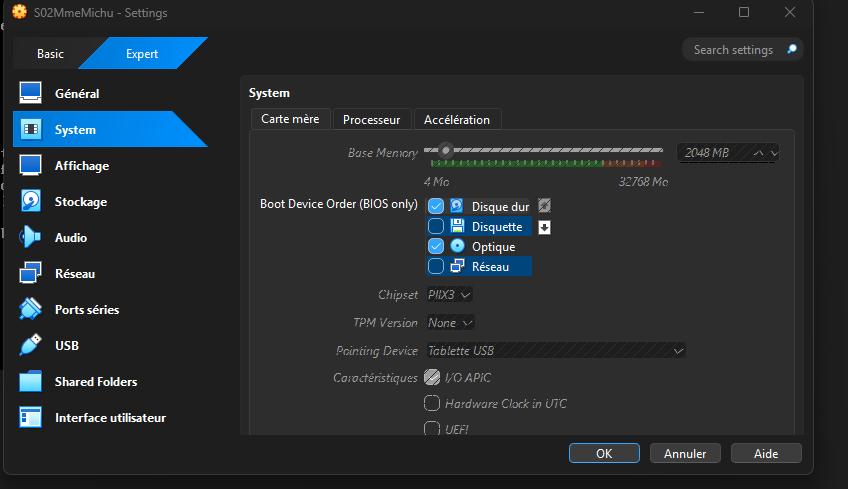 S02MmeMichu - Settings
Basic
Expert
Search settings
Général
System
Affichage
Stockage
Audio
Réseau
Ports séries
USB
Shared Folders
Interface utilisateur
System
Carte mère
Processeur
Accélération
Base Memory
2048 MB
4 Mo
32768 Mo
Boot Device Order (BIOS only)
Disque dur
Disquette
Optique
Réseau
Chipset
PIIX3
TPM Version
None
Pointing Device
Tablette USB
Caractéristiques
I/O APIC
Hardware Clock in UTC
UEFI
OK
Annuler
Aide